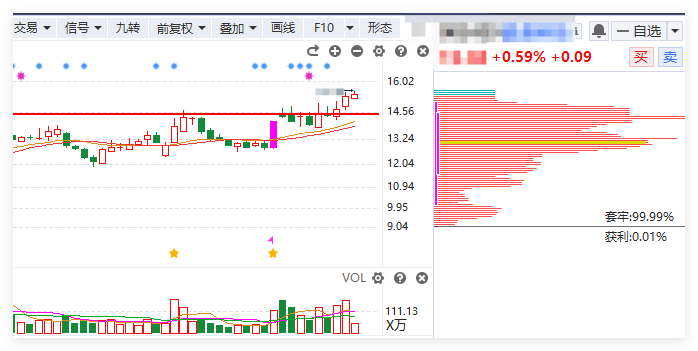 交易 信号 九转 前复权 叠加 画线 F10 形态
一 自选
+0.59% +0.09
买 卖
16.02
14.56
13.24
12.04
10.94
9.95
9.04
套牢:99.99%
获利:0.01%
VOL
111.13
X万